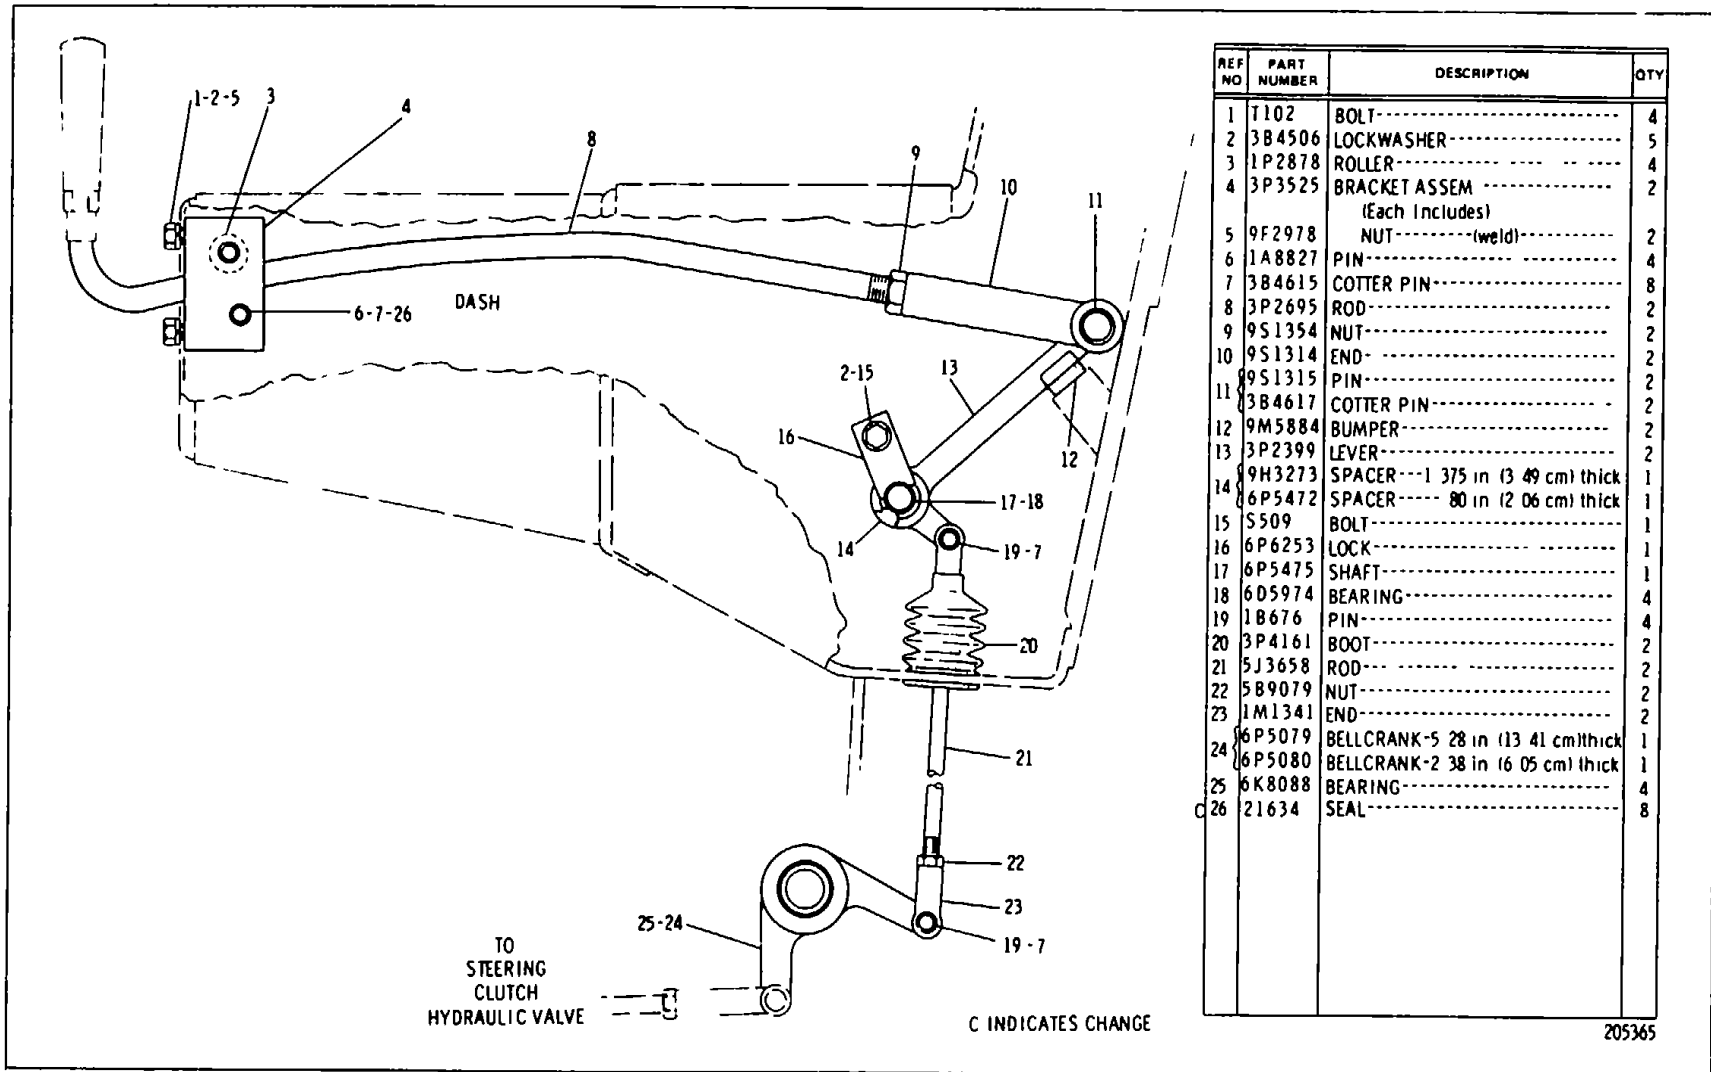 1-2-5
3
4
8
9
10
11
DASH
6-7-26
2-15
13
16
12
17-18
14
19-7
20
21
22
23
25-24
19-7
TO
STEERING
CLUTCH
HYDRAULIC VALVE
C INDICATES CHANGE
REF NO PART NUMBER DESCRIPTION QTY
1 T102 BOLT 4
2 3B4506 LOCKWASHER 5
3 1P2878 ROLLER 4
4 3P3525 BRACKET ASSEM 2
(Each Includes)
5 9F2978 NUT (weld) 2
6 1A8827 PIN 4
7 3B4615 COTTER PIN 8
8 3P2695 ROD 2
9 9S1354 NUT 2
10 9S1314 END 2
11 9S1315 PIN 2
3B4617 COTTER PIN 2
12 9M5884 BUMPER 2
13 3P2399 LEVER 2
14 9H3273 SPACER---1 375 in (3 49 cm) thick 1
6P5472 SPACER----- 80 in (2 06 cm) thick 1
15 S509 BOLT 1
16 6P6253 LOCK 1
17 6P5475 SHAFT 1
18 6D5974 BEARING 4
19 1B676 PIN 4
20 3P4161 BOOT 2
21 5J3658 ROD 2
22 5B9079 NUT 2
23 1M1341 END 2
24 6P5079 BELLCRANK-5 28 in (13 41 cm)thick 1
6P5080 BELLCRANK-2 38 in (6 05 cm) thick 1
25 6K8088 BEARING 4
C 26 21634 SEAL 8
205365